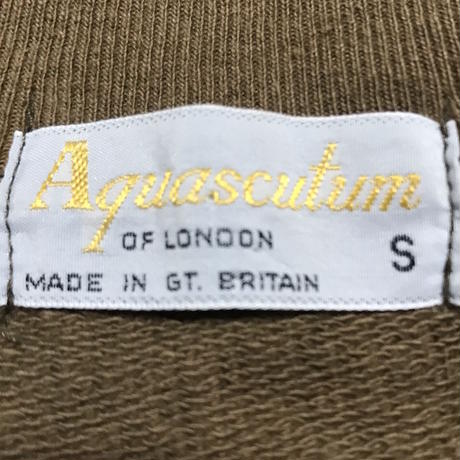 Aquascutum
OF LONDON
S
MADE IN GT. BRITAIN